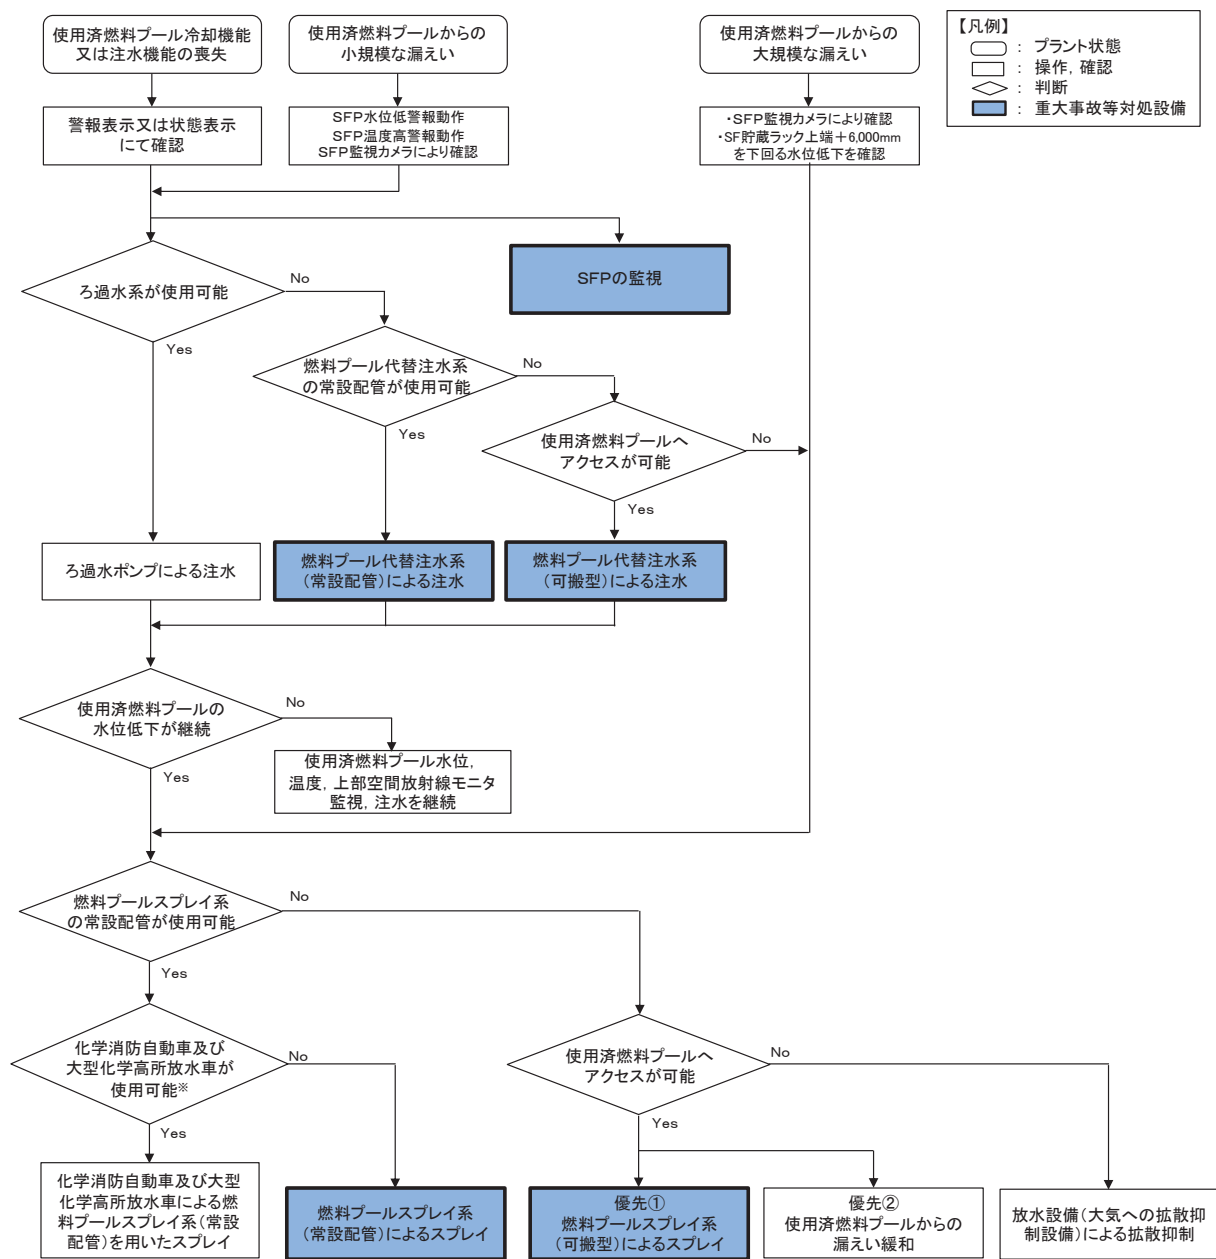 使用済燃料プール冷却機能
又は注水機能の喪失
使用済燃料プールからの
小規模な漏えい
使用済燃料プールからの
大規模な漏えい
【凡例】
： プラント状態
： 操作，確認
： 判断
： 重大事故等対処設備
警報表示又は状態表示
にて確認
SFP水位低警報動作
SFP温度高警報動作
SFP監視カメラにより確認
・SFP監視カメラにより確認
・SF貯蔵ラック上端＋6,000mm
を下回る水位低下を確認
SFPの監視
ろ過水系が使用可能
No
Yes
燃料プール代替注水系
の常設配管が使用可能
No
Yes
使用済燃料プールへ
アクセスが可能
No
Yes
ろ過水ポンプによる注水
燃料プール代替注水系
（常設配管）による注水
燃料プール代替注水系
（可搬型）による注水
使用済燃料プールの
水位低下が継続
No
Yes
使用済燃料プール水位，
温度，上部空間放射線モニタ
監視，注水を継続
燃料プールスプレイ系
の常設配管が使用可能
No
Yes
化学消防自動車及び
大型化学高所放水車が
使用可能※
No
Yes
使用済燃料プールへ
アクセスが可能
No
Yes
化学消防自動車及び大型
化学高所放水車による燃
料プールスプレイ系（常設
配管）を用いたスプレイ
燃料プールスプレイ系
（常設配管）によるスプレイ
優先①
燃料プールスプレイ系
（可搬型）によるスプレイ
優先②
使用済燃料プールからの
漏えい緩和
放水設備（大気への拡散抑
制設備）による拡散抑制